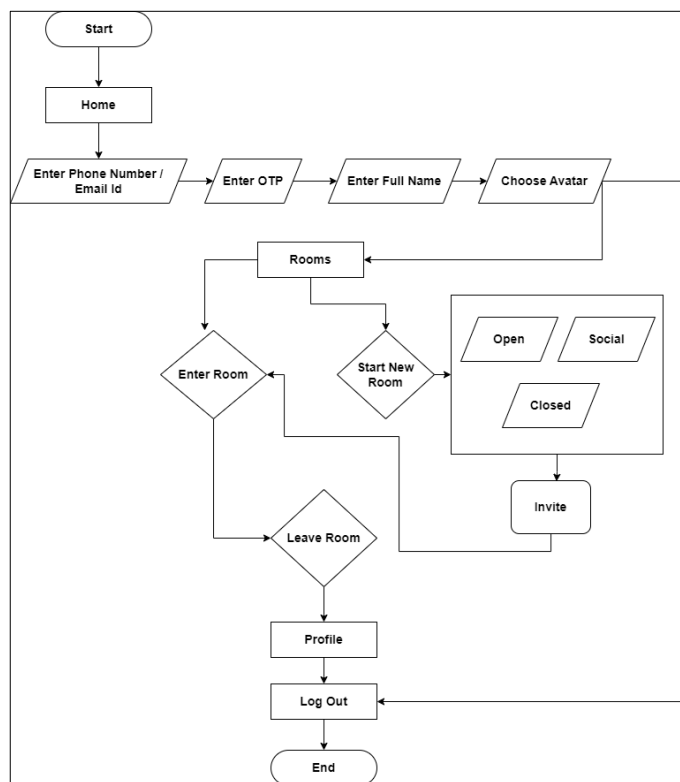 Start
Home
Enter Phone Number /
Email Id
Enter OTP
Enter Full Name
Choose Avatar
Rooms
Enter Room
Start New
Room
Open
Social
Closed
Invite
Leave Room
Profile
Log Out
End